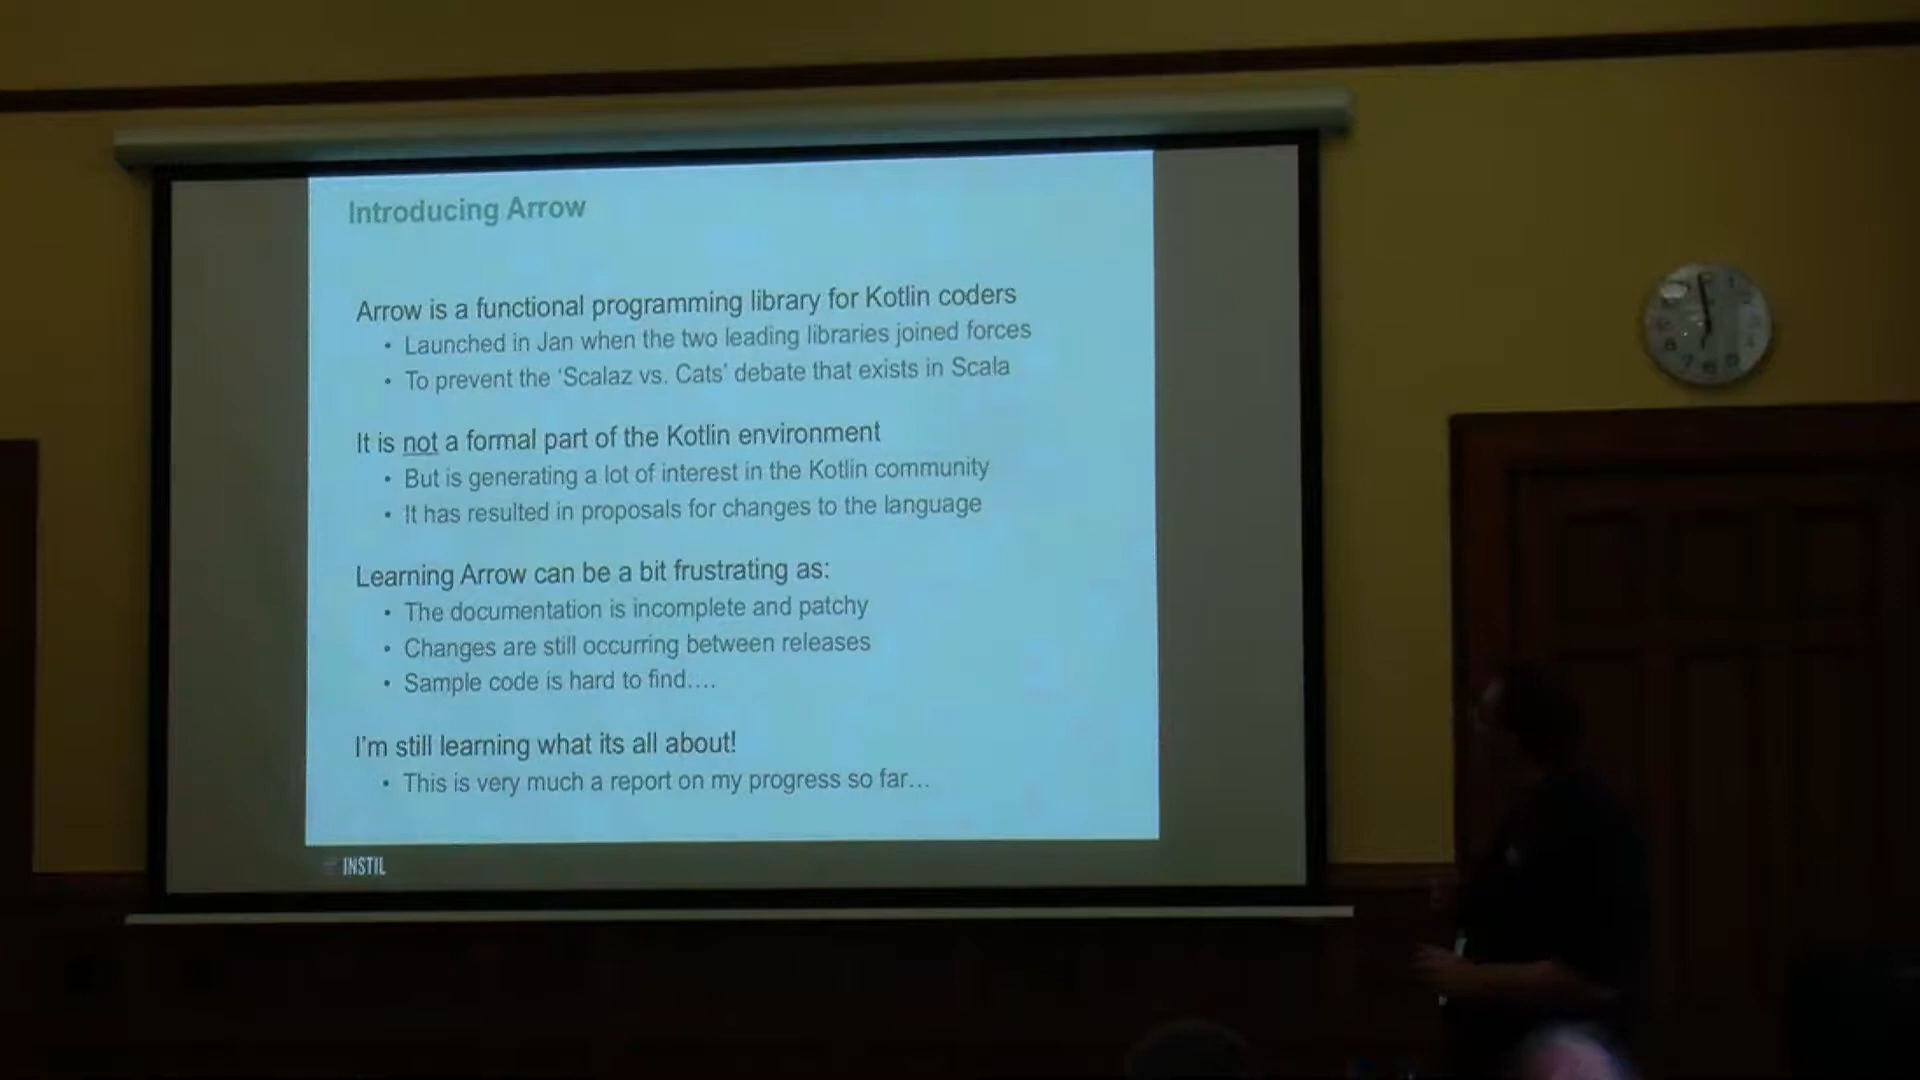 Introducing Arrow
Arrow is a functional programming library for Kotlin coders
• Launched in Jan when the two leading libraries joined forces
• To prevent the ‘Scalaz vs. Cats’ debate that exists in Scala
It is not a formal part of the Kotlin environment
• But is generating a lot of interest in the Kotlin community
• It has resulted in proposals for changes to the language
Learning Arrow can be a bit frustrating as:
• The documentation is incomplete and patchy
• Changes are still occurring between releases
• Sample code is hard to find....
I'm still learning what its all about!
• This is very much a report on my progress so far...
INSTIL